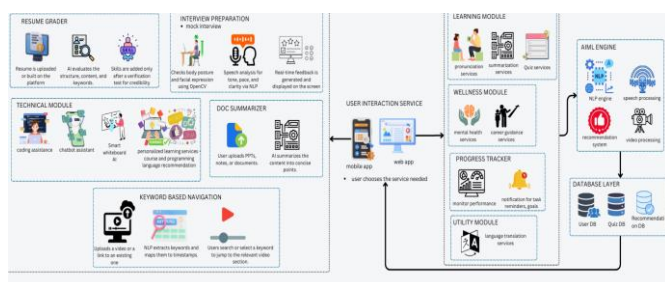 RESUME GRADER
Resume is uploaded
or built on the
platform
AI evaluates the
structure, content, and
keywords.
Skills are added only
after a verification
test for credibility
INTERVIEW PREPARATION
• mock interview
Checks body posture
and facial expression
using OpenCV
Speech analysis for
tone, pace, and
clarity via NLP
Real-time feedback is
generated and
displayed on the screen
TECHNICAL MODULE
coding assistance
chatbot assistant
Smart
whiteboard
AI
personalized learning services -
course and programming
language recommendation
DOC SUMMARIZER
User uploads PPTs,
notes, or documents.
AI summarizes the
content into concise
points.
KEYWORD BASED NAVIGATION
Uploads a video or a
link to an existing
one
NLP extracts keywords and
maps them to timestamps.
Users search or select a keyword
to jump to the relevant video
section.
USER INTERACTION SERVICE
mobile app
web app
• user chooses the service needed
LEARNING MODULE
pronunciation
services
summarization
services
Quiz services
WELLNESS MODULE
mental health
services
career guidance
services
PROGRESS TRACKER
monitor performance
notification for task
reminders, goals
UTILITY MODULE
language translation
services
AIML ENGINE
NLP
NLP engine
speech processing
recommendation
system
video processing
DATABASE LAYER
User DB
Quiz DB
Recommendati
on DB